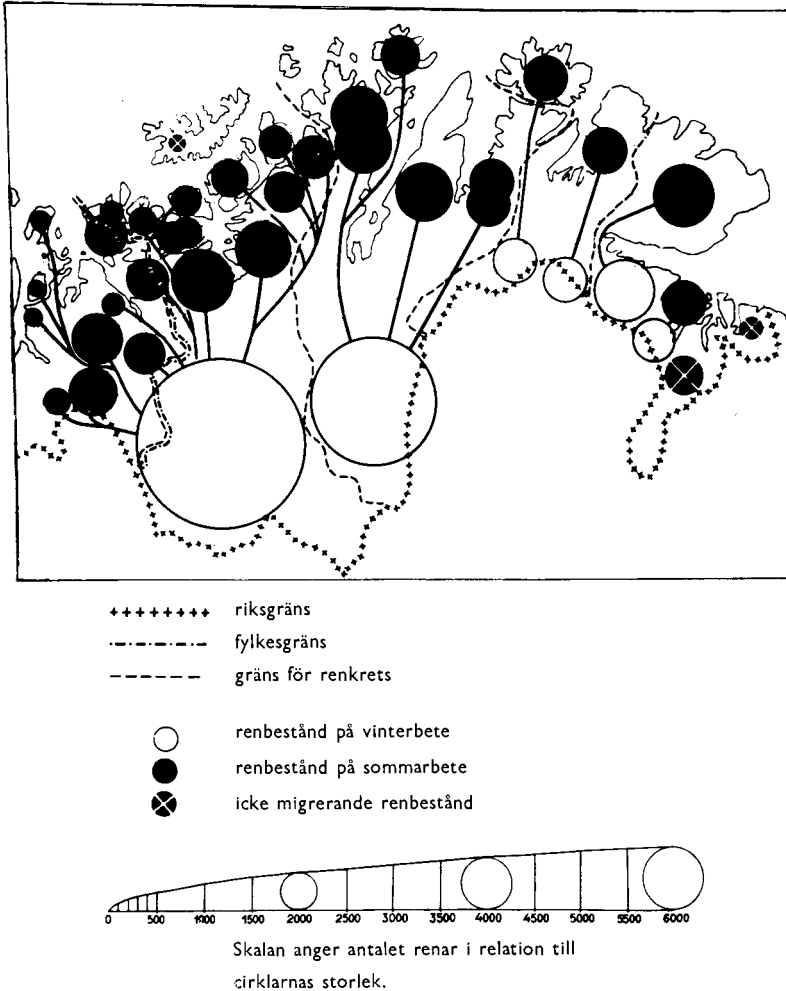 riksgräns
fylkesgräns
gräns för renkrets
renbestånd på vinterbete
renbestånd på sommarbete
icke migrerande renbestånd
0 500 1000 1500 2000 2500 3000 3500 4000 4500 5000 5500 6000
Skalan anger antalet renar i relation till
cirklarnas storlek.